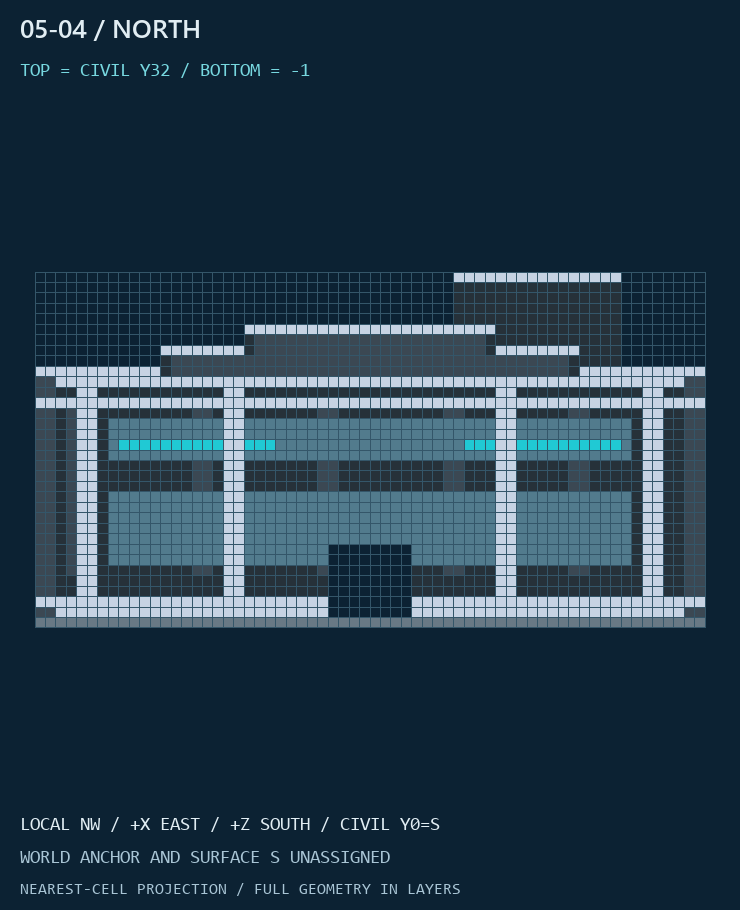 05-04 / NORTH
TOP = CIVIL Y32 / BOTTOM = -1
LOCAL NW / +X EAST / +Z SOUTH / CIVIL Y0=S
WORLD ANCHOR AND SURFACE S UNASSIGNED
NEAREST-CELL PROJECTION / FULL GEOMETRY IN LAYERS